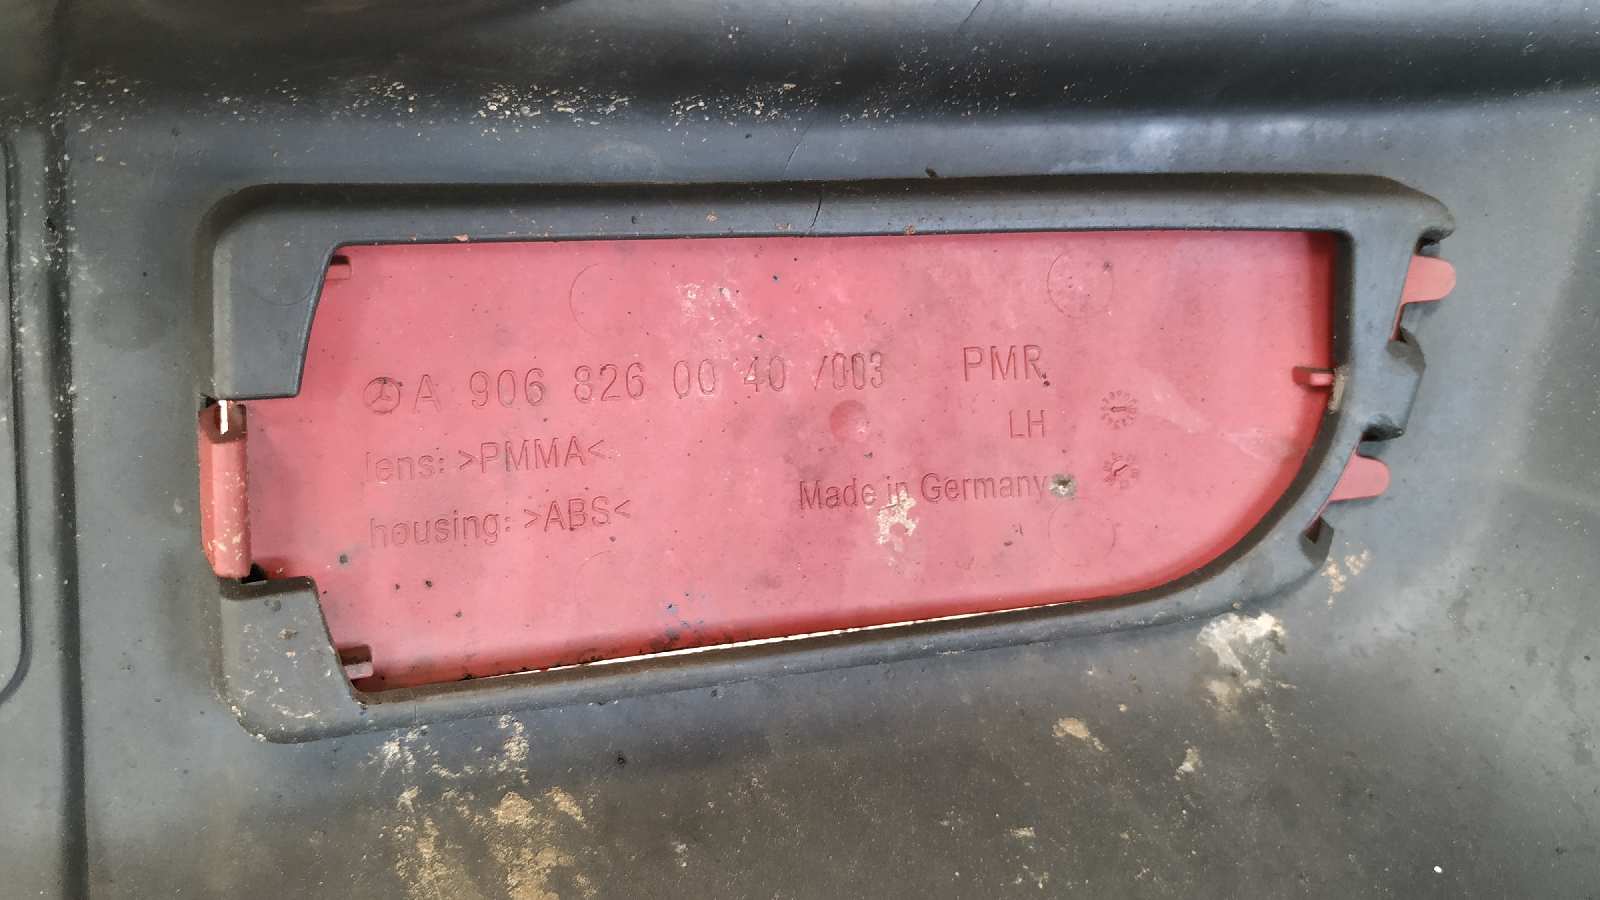 A 906 826 00 40 /003 PMR
LH
lens: >PMMA<
Made in Germany
housing: >ABS<